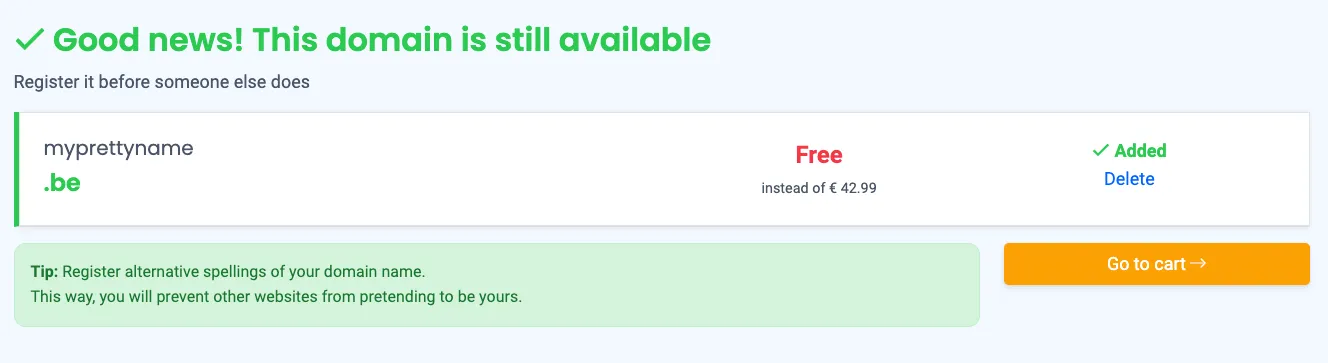 Good news! This domain is still available
Register it before someone else does
myprettyname
.be
Free
instead of € 42.99
Added
Delete
Tip: Register alternative spellings of your domain name.
This way, you will prevent other websites from pretending to be yours.
Go to cart →